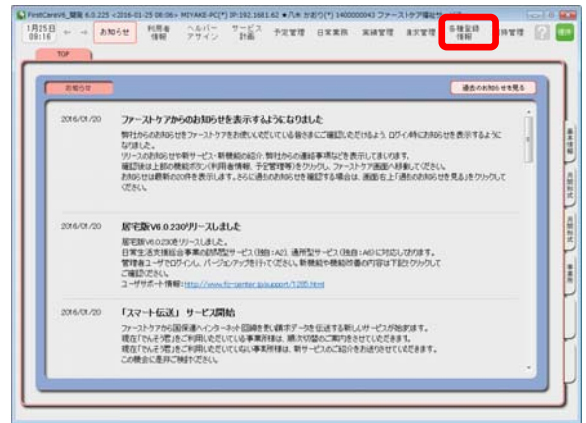 FirstCareV6_開発 6.0.225 <2016-01-25 08:06> MIYAKE-PC(*) IP:192.168.1.62 ★八木 かおり(*) 1400000043 ファーストケア福祉サービス
1月25日 09:16 ← → お知らせ 利用者情報 ヘルパーアサイン サービス計画 予定管理 日常業務 実績管理 月次管理 各種登録情報
TOP
お知らせ 過去のお知らせを見る
2016/01/20 ファーストケアからのお知らせを表示するようになりました
弊社からのお知らせをファーストケアをお使いいただいている皆さまにご確認いただけるよう、ログイン時にお知らせを表示するように
なりました。
リリースのお知らせや新サービス・新機能の紹介、弊社からの連絡事項などを表示してまいります。
確認後は上部の機能ボタン（利用者情報、予定管理等）をクリックし、ファーストケア画面へ移動してください。
お知らせは最新の20件を表示します。さらに過去のお知らせを確認する場合は、画面右上「過去のお知らせを見る」をクリックして
ください。
2016/01/20 居宅版V6.0.230リリースしました
居宅版V6.0.230をリリースしました。
日常生活支援総合事業の訪問型サービス（独自：A2）、通所型サービス（独自：A6）に対応しております。
管理者ユーザでログインし、バージョンアップを行ってください。新機能や機能改善の内容は下記をクリックして
ご確認ください。
ユーザサポート情報：http://www.fc-center.jp/support/1285.html
2016/01/20 「スマート伝送」 サービス開始
ファーストケアから国保連へインターネット回線を使い請求データを伝送する新しいサービスが始まります。
現在「でんそう君」をご利用いただいている事業所様は、順次切替のご案内をさせていただきます。
現在「でんそう君」をご利用いただいていない事業所様は、新サービスのご紹介をお送りさせていただきます。
この機会に是非ご検討ください。
基本情報
月間形式
月間形式
事業所